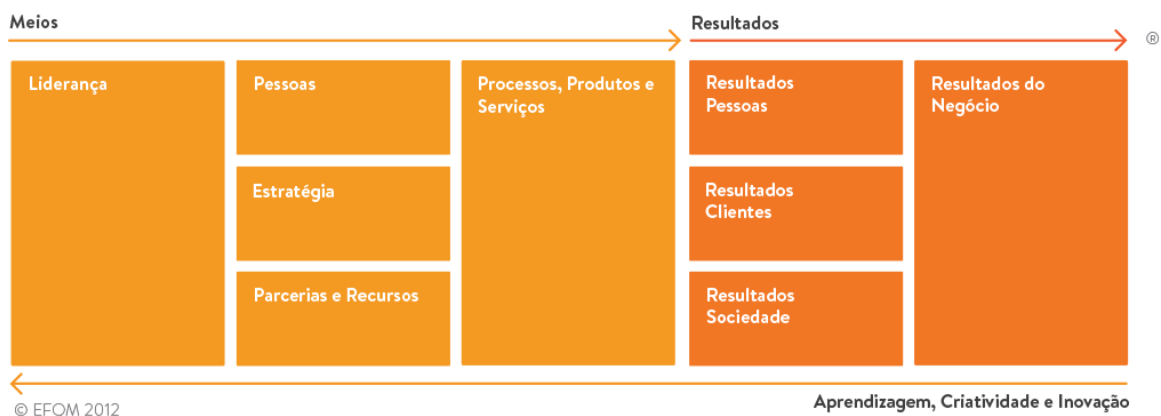 Meios
Resultados
®
Liderança
Pessoas
Processos, Produtos e
Serviços
Resultados
Pessoas
Resultados do
Negócio
Estratégia
Resultados
Clientes
Parcerias e Recursos
Resultados
Sociedade
© EFOM 2012
Aprendizagem, Criatividade e Inovação